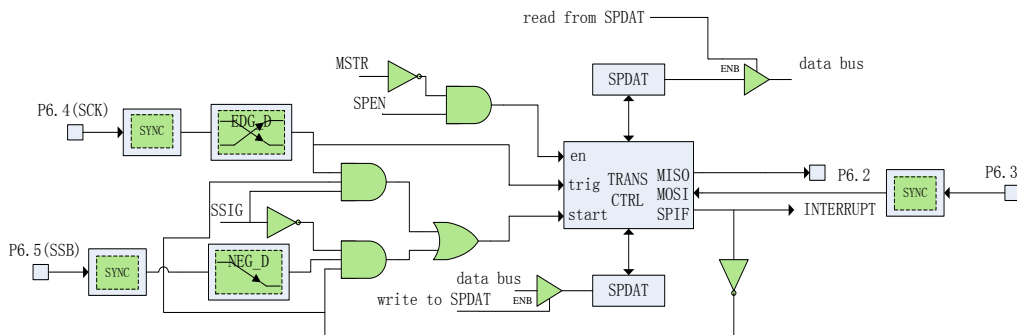 read from SPDAT
MSTR
SPEN
ENB
data bus
SPDAT
P6.4(SCK)
SYNC
EDG_D
en
trig
start
TRANS
CTRL
MISO
MOSI
SPIF
P6.2
SYNC
P6.3
INTERRUPT
SSIG
P6.5(SSB)
SYNC
NEG_D
data bus
write to SPDAT
ENB
SPDAT